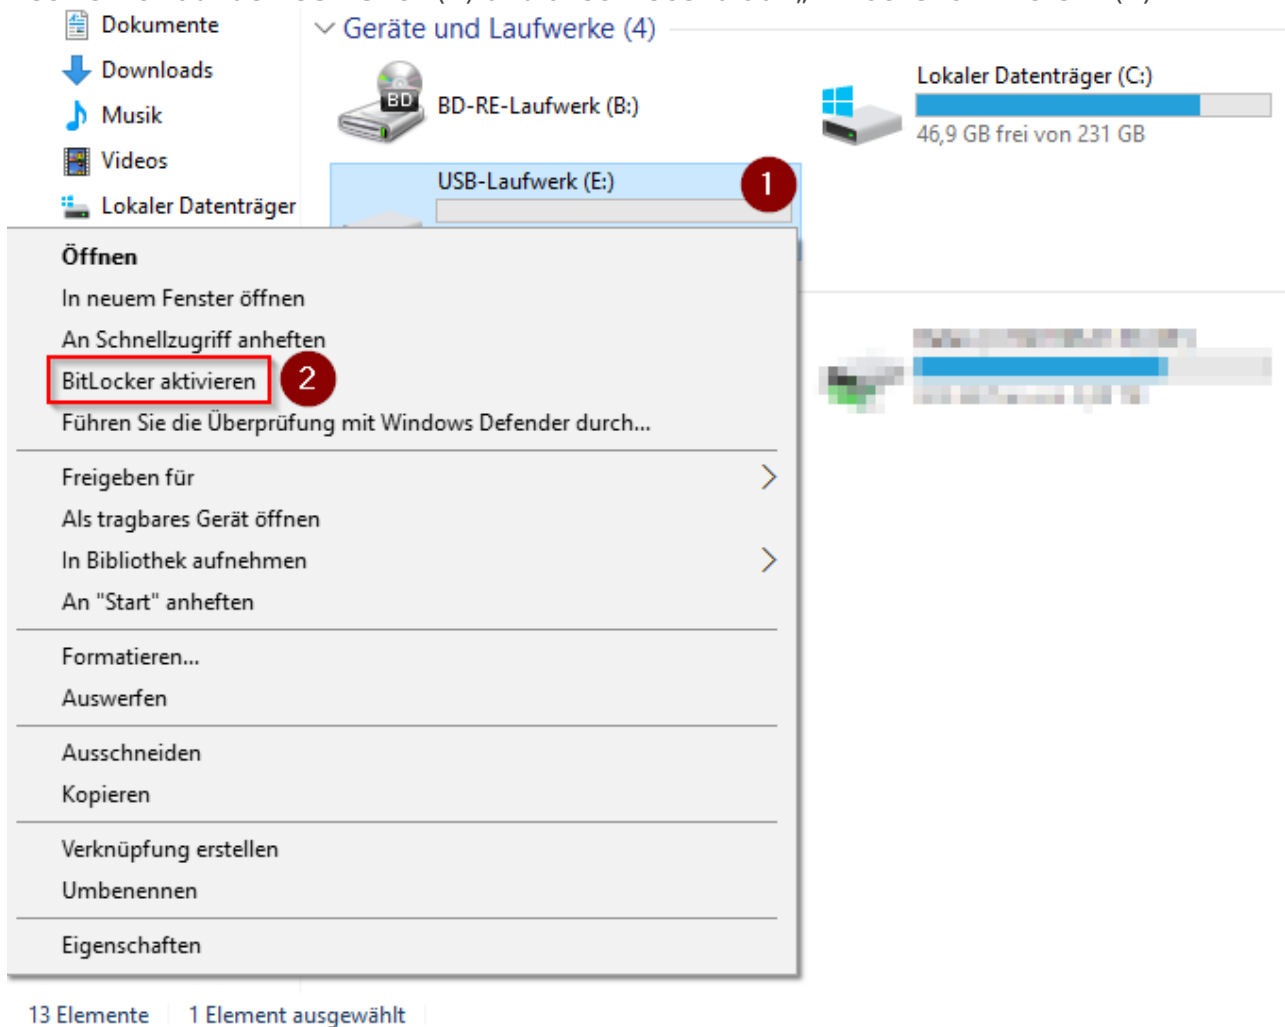 Dokumente
Downloads
Musik
Videos
Lokaler Datenträger
Geräte und Laufwerke (4)
BD
BD-RE-Laufwerk (B:)
Lokaler Datenträger (C:)
46,9 GB frei von 231 GB
USB-Laufwerk (E:)
1
Öffnen
In neuem Fenster öffnen
An Schnellzugriff anheften
BitLocker aktivieren
2
Führen Sie die Überprüfung mit Windows Defender durch...
Freigeben für
Als tragbares Gerät öffnen
In Bibliothek aufnehmen
An "Start" anheften
Formatieren...
Auswerfen
Ausschneiden
Kopieren
Verknüpfung erstellen
Umbenennen
Eigenschaften
13 Elemente
1 Element ausgewählt